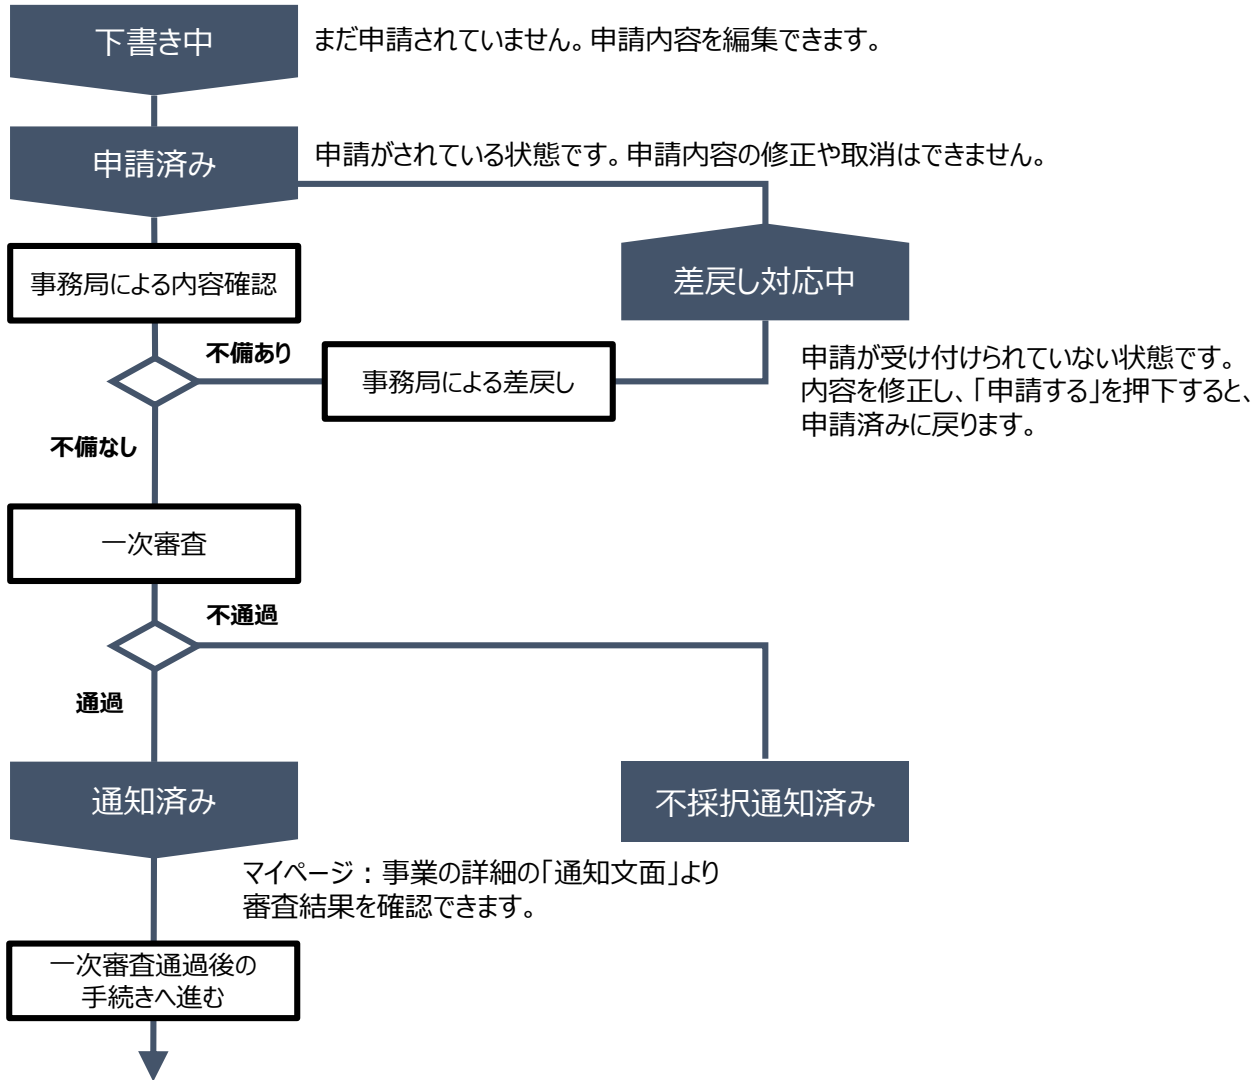 下書き中
まだ申請されていません。申請内容を編集できます。
申請済み
申請がされている状態です。申請内容の修正や取消はできません。
事務局による内容確認
差戻し対応中
不備あり
事務局による差戻し
申請が受け付けられていない状態です。
内容を修正し、「申請する」を押下すると、
申請済みに戻ります。
不備なし
一次審査
不通過
通過
通知済み
不採択通知済み
マイページ：事業の詳細の「通知文面」より
審査結果を確認できます。
一次審査通過後の
手続きへ進む